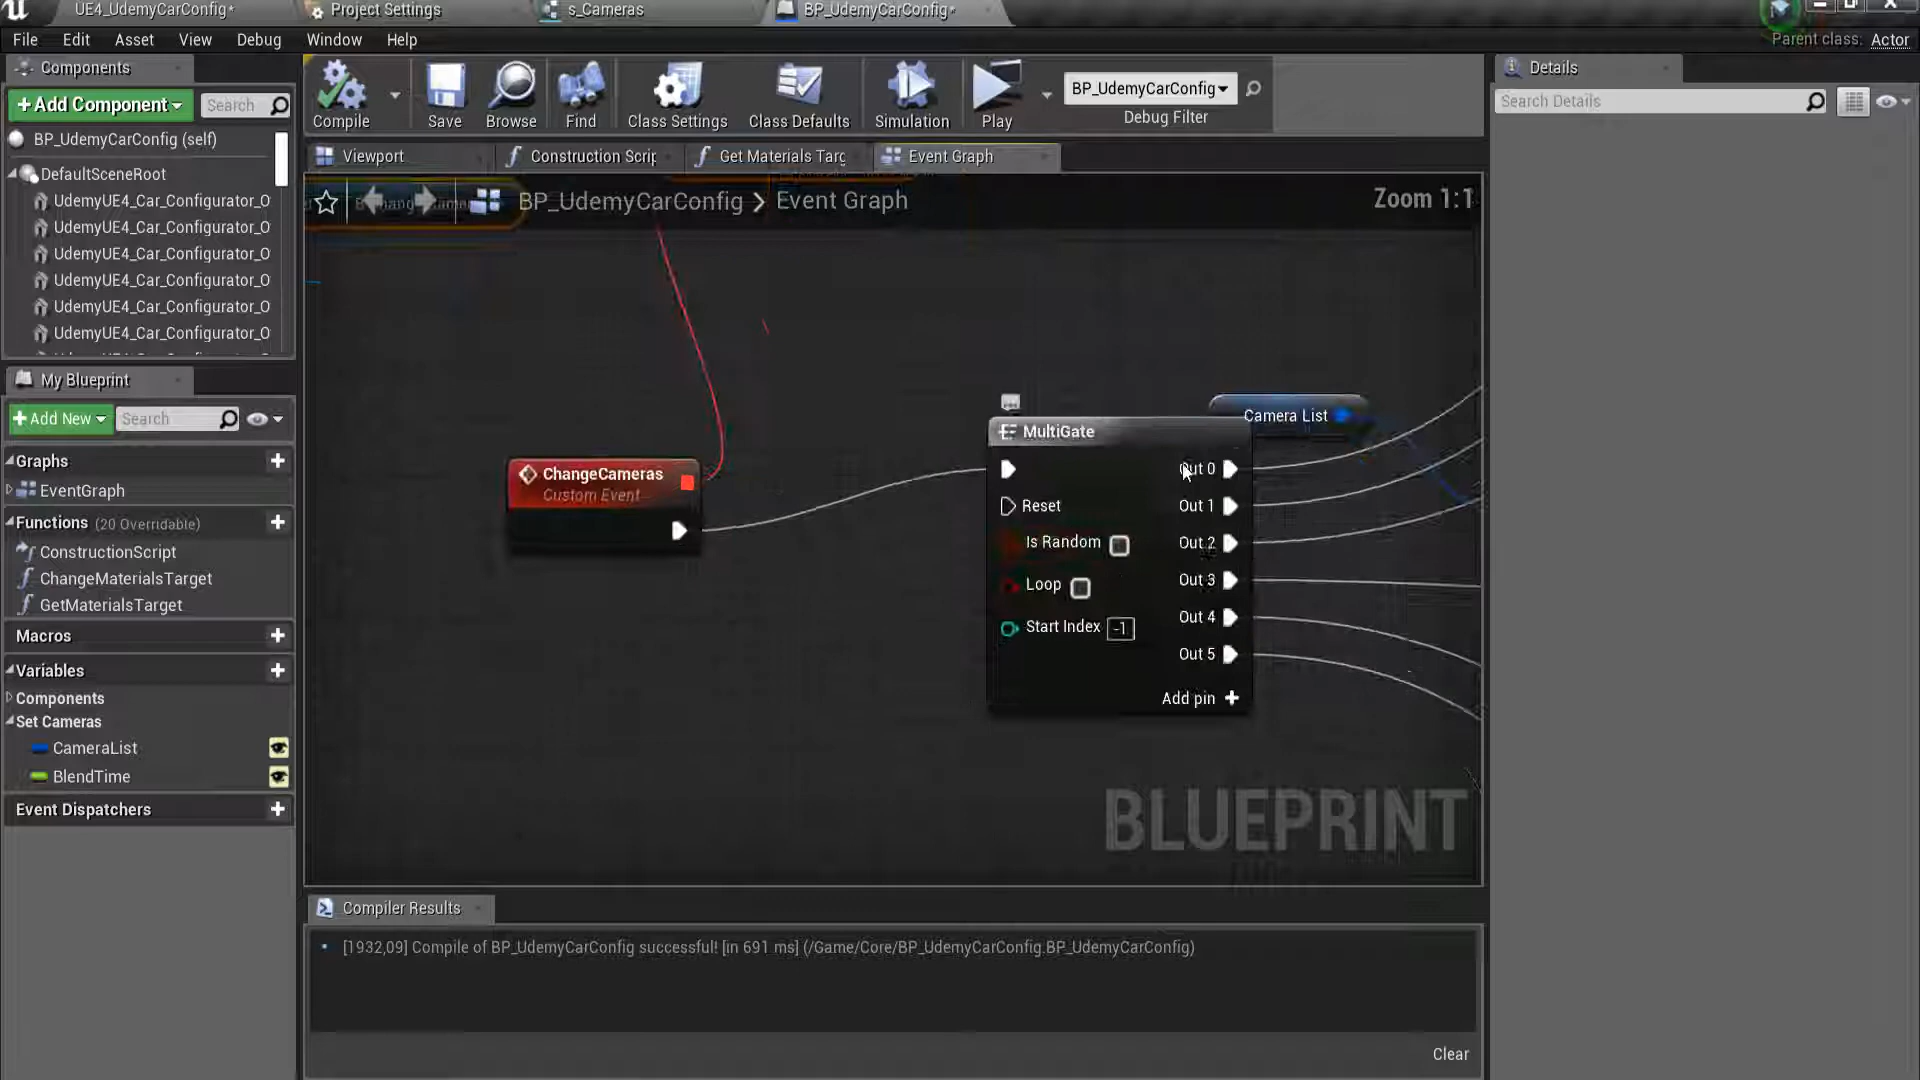 UE4_UdemyCarConfig*
Project Settings
s_Cameras
BP_UdemyCarConfig*
File Edit Asset View Debug Window Help
Parent class: Actor
Components
+Add Component
Search
BP_UdemyCarConfig (self)
DefaultSceneRoot
UdemyUE4_Car_Configurator_O
UdemyUE4_Car_Configurator_O
UdemyUE4_Car_Configurator_O
UdemyUE4_Car_Configurator_O
UdemyUE4_Car_Configurator_O
UdemyUE4_Car_Configurator_O
Compile
Save
Browse
Find
Class Settings
Class Defaults
Simulation
Play
BP_UdemyCarConfig
Debug Filter
Viewport
Construction Scrip
Get Materials Targ
Event Graph
BP_UdemyCarConfig > Event Graph
Zoom 1:1
My Blueprint
+Add New
Search
Graphs
EventGraph
Functions (20 Overridable)
ConstructionScript
ChangeMaterialsTarget
GetMaterialsTarget
Macros
Variables
Components
Set Cameras
CameraList
BlendTime
Event Dispatchers
ChangeCameras
Custom Event
MultiGate
Reset
Is Random
Loop
Start Index -1
Out 0
Out 1
Out 2
Out 3
Out 4
Out 5
Add pin +
Camera List
BLUEPRINT
Compiler Results
[1932,09] Compile of BP_UdemyCarConfig successful! [in 691 ms] (/Game/Core/BP_UdemyCarConfig.BP_UdemyCarConfig)
Clear
Details
Search Details